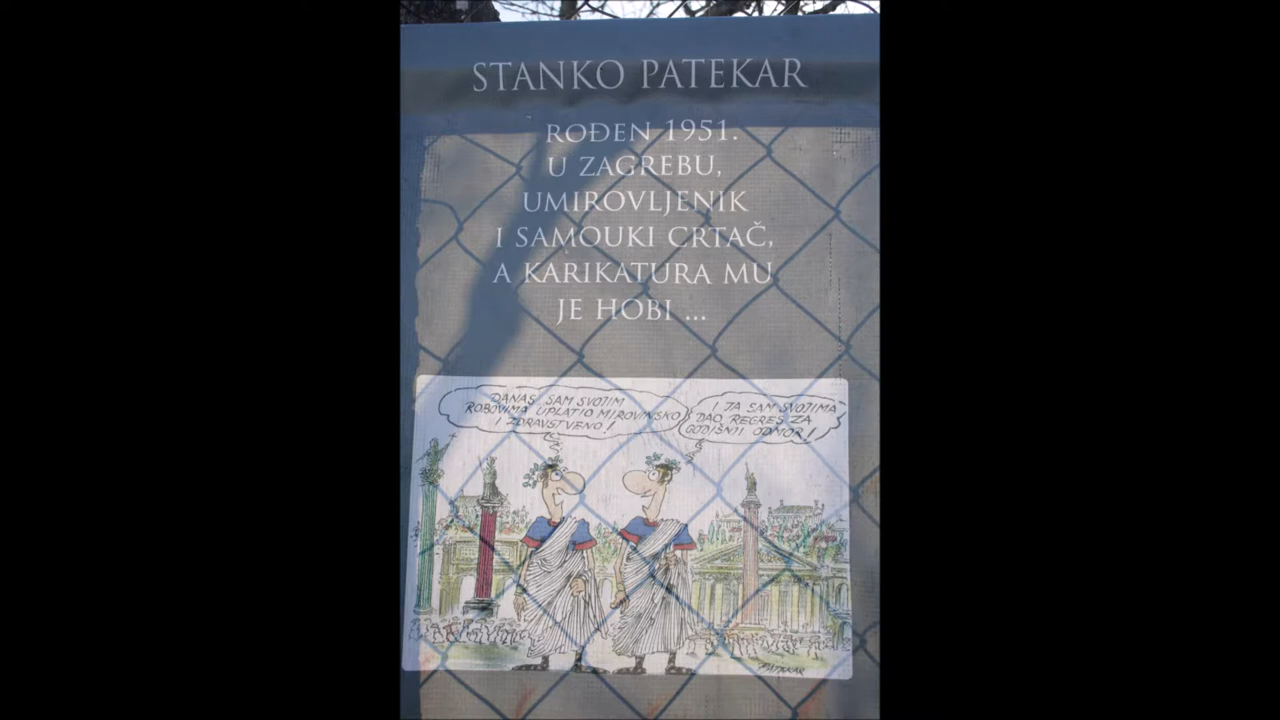 STANKO PATEKAR
ROĐEN 1951.
U ZAGREBU,
UMIROVLJENIK
I SAMOUKI CRTAČ,
A KARIKATURA MU
JE HOBI ...
DANAS SAM SVOJIM
ROBOVIMA UPLATIO MIROVINSKO
I ZDRAVSTVENO!
I JA SAM SVOJIMA
DAO, REGRES ZA
GODIŠNJI ODMOR!
PATEKAR